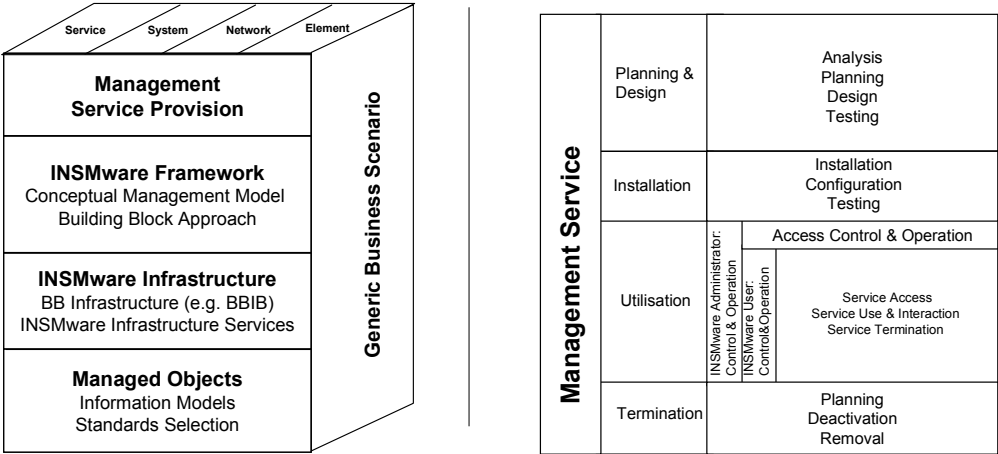 Service
System
Network
Element
Management
Service Provision
INSMware Framework
Conceptual Management Model
Building Block Approach
INSMware Infrastructure
BB Infrastructure (e.g. BBIB)
INSMware Infrastructure Services
Managed Objects
Information Models
Standards Selection
Generic Business Scenario
Management Service
Planning &
Design
Analysis
Planning
Design
Testing
Installation
Installation
Configuration
Testing
Utilisation
INSMware Administrator:
Control & Operation
INSMware User:
Control&Operation
Access Control & Operation
Service Access
Service Use & Interaction
Service Termination
Termination
Planning
Deactivation
Removal